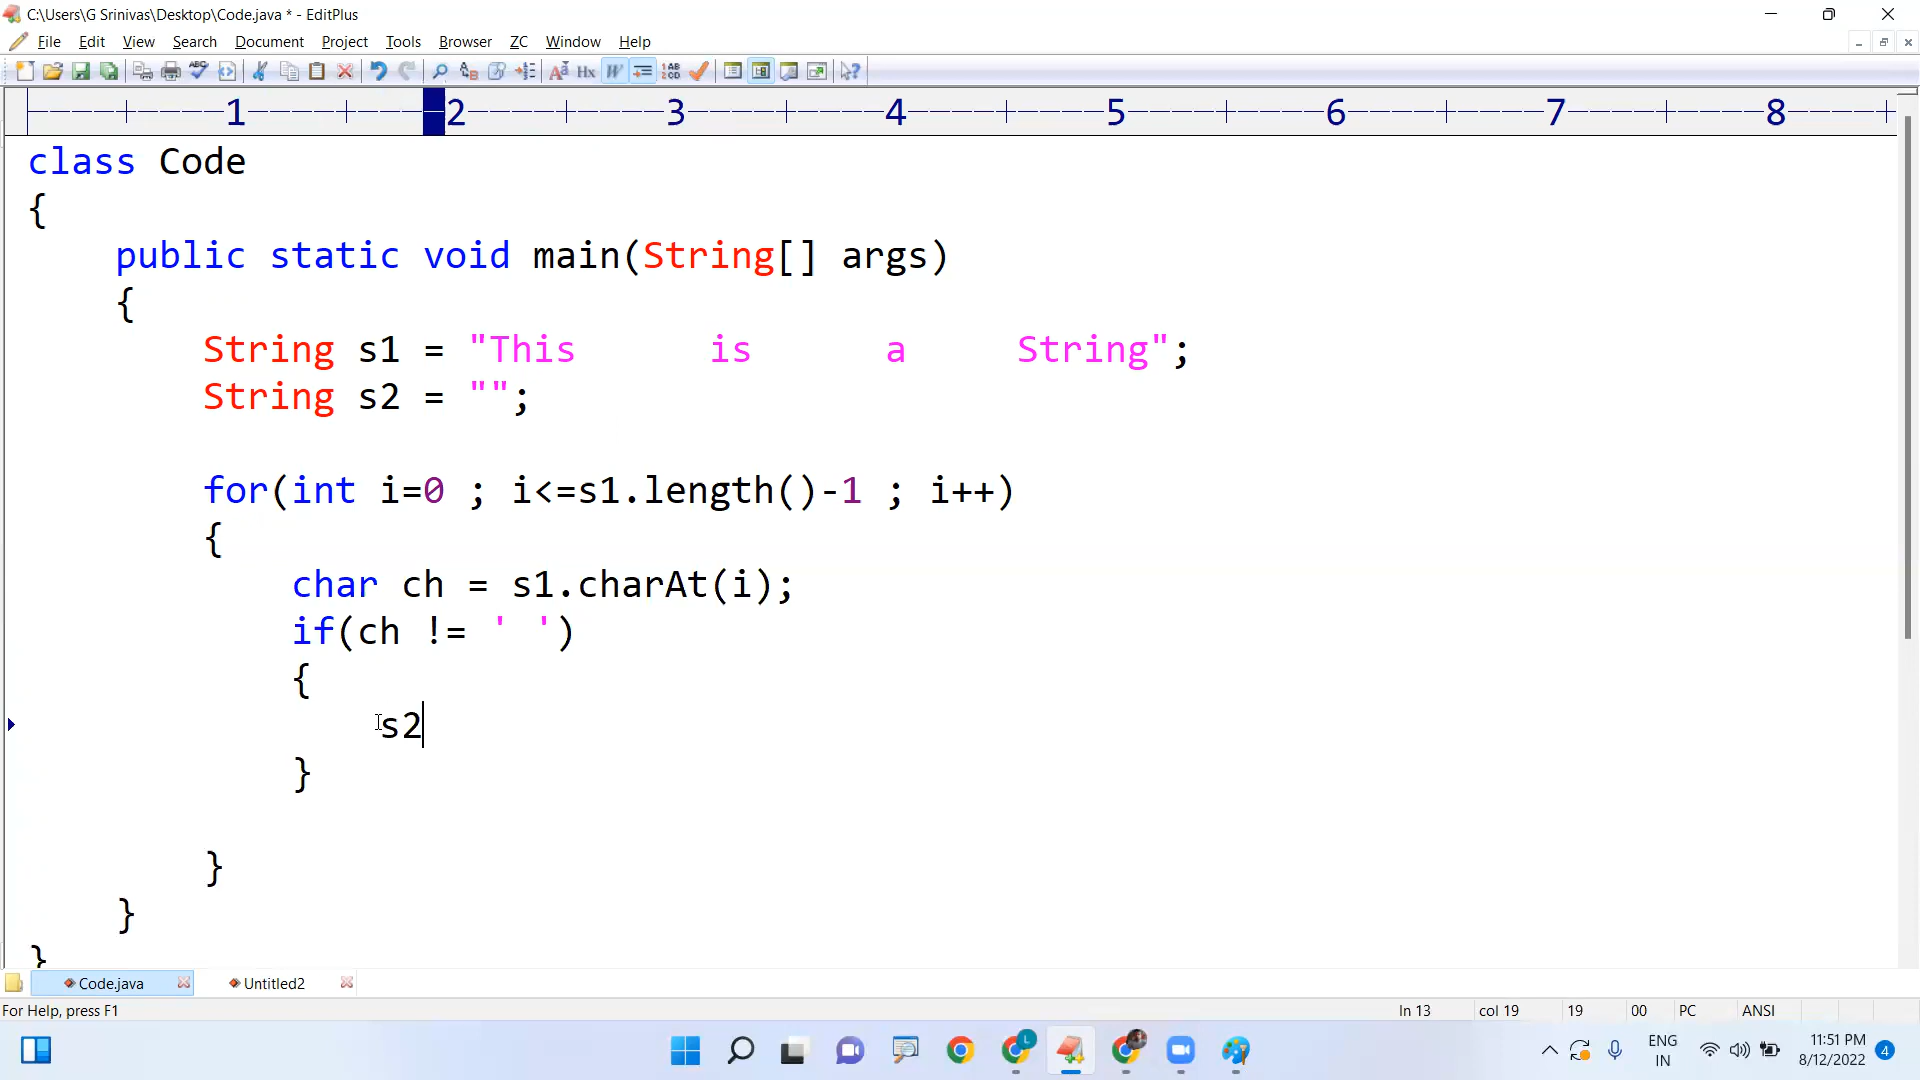 C:\Users\G Srinivas\Desktop\Code.java * - EditPlus
File Edit View Search Document Project Tools Browser ZC Window Help
----+----1----+----2----+----3----+----4----+----5----+----6----+----7----+----8----+
class Code
{
    public static void main(String[] args)
    {
        String s1 = "This      is      a     String";
        String s2 = "";
        for(int i=0 ; i<=s1.length()-1 ; i++)
        {
            char ch = s1.charAt(i);
            if(ch != ' ')
            {
                s2
            }
        }
    }
}
Code.java Untitled2
For Help, press F1 ln 13 col 19 19 00 PC ANSI
ENG IN 11:51 PM 8/12/2022 4